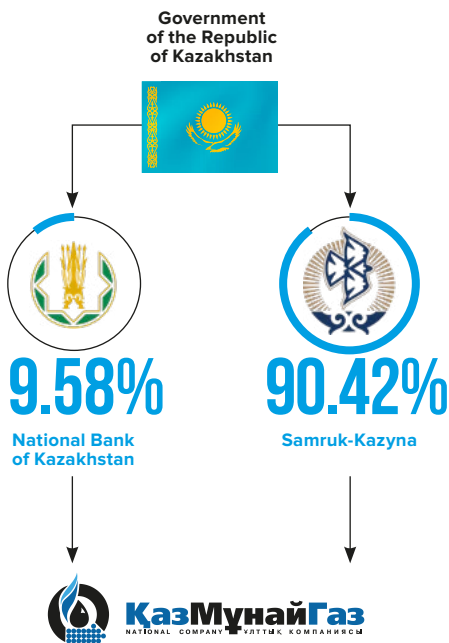 Government
of the Republic
of Kazakhstan
9.58%
90.42%
National Bank
of Kazakhstan
Samruk-Kazyna
ҚазМұнайГаз
NATIONAL COMPANY ҰЛТТЫҚ КОМПАНИЯСЫ